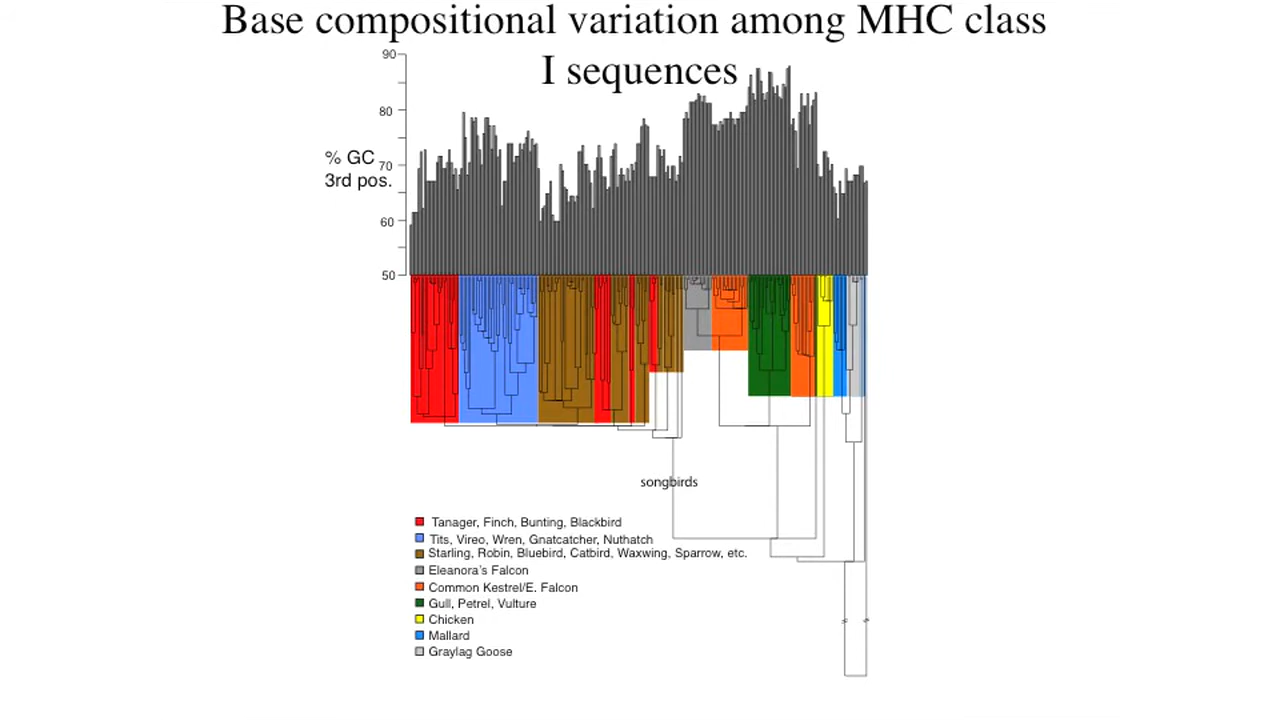 Base compositional variation among MHC class
I sequences
90
80
% GC
70
3rd pos.
60
50
songbirds
Tanager, Finch, Bunting, Blackbird
Tits, Vireo, Wren, Gnatcatcher, Nuthatch
Starling, Robin, Bluebird, Catbird, Waxwing, Sparrow, etc.
Eleanora's Falcon
Common Kestrel/E. Falcon
Gull, Petrel, Vulture
Chicken
Mallard
Graylag Goose